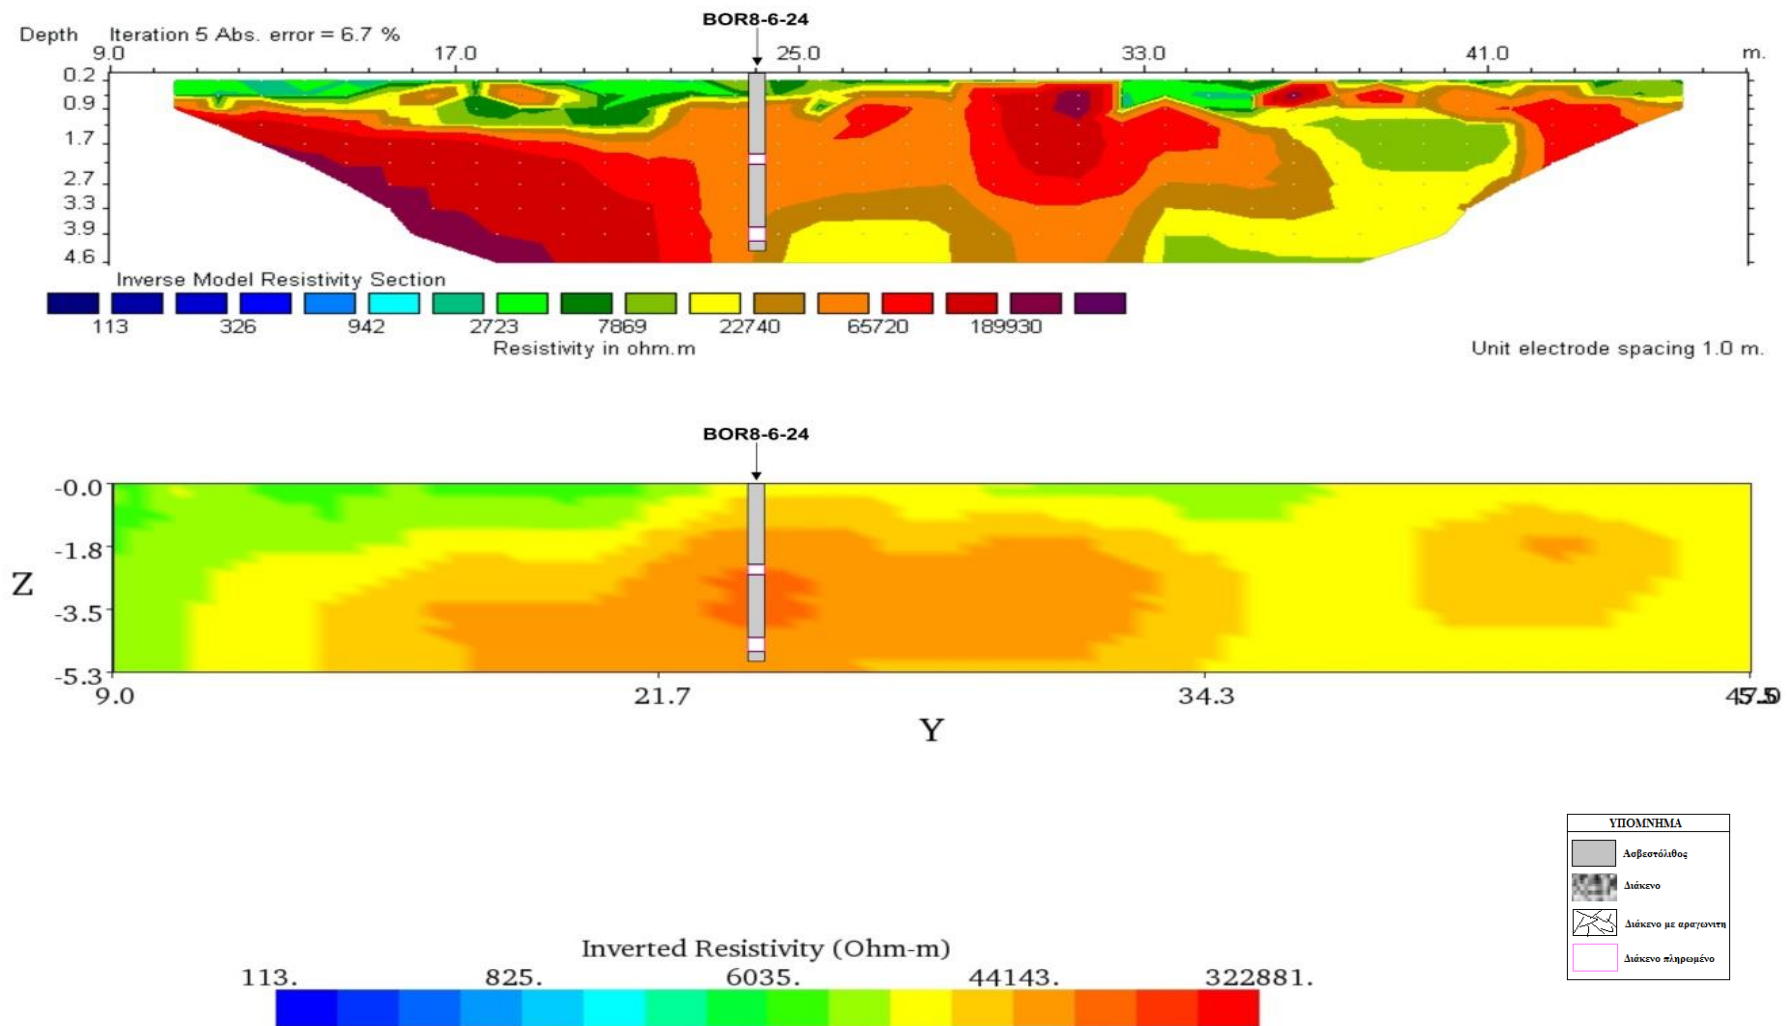 BOR8-6-24
Depth Iteration 5 Abs. error = 6.7 %
9.0 17.0 25.0 33.0 41.0 m.
0.2
0.9
1.7
2.7
3.3
3.9
4.6
Inverse Model Resistivity Section
113 326 942 2723 7869 22740 65720 189930
Resistivity in ohm.m
Unit electrode spacing 1.0 m.
BOR8-6-24
-0.0
-1.8
Z
-3.5
-5.3
9.0 21.7 34.3
Y
ΥΠΟΜΝΗΜΑ
Ασβεστόλιθος
Διάκενο
Διάκενο με αραγωνιτη
Διάκενο πληρωμένο
Inverted Resistivity (Ohm-m)
113. 825. 6035. 44143. 322881.